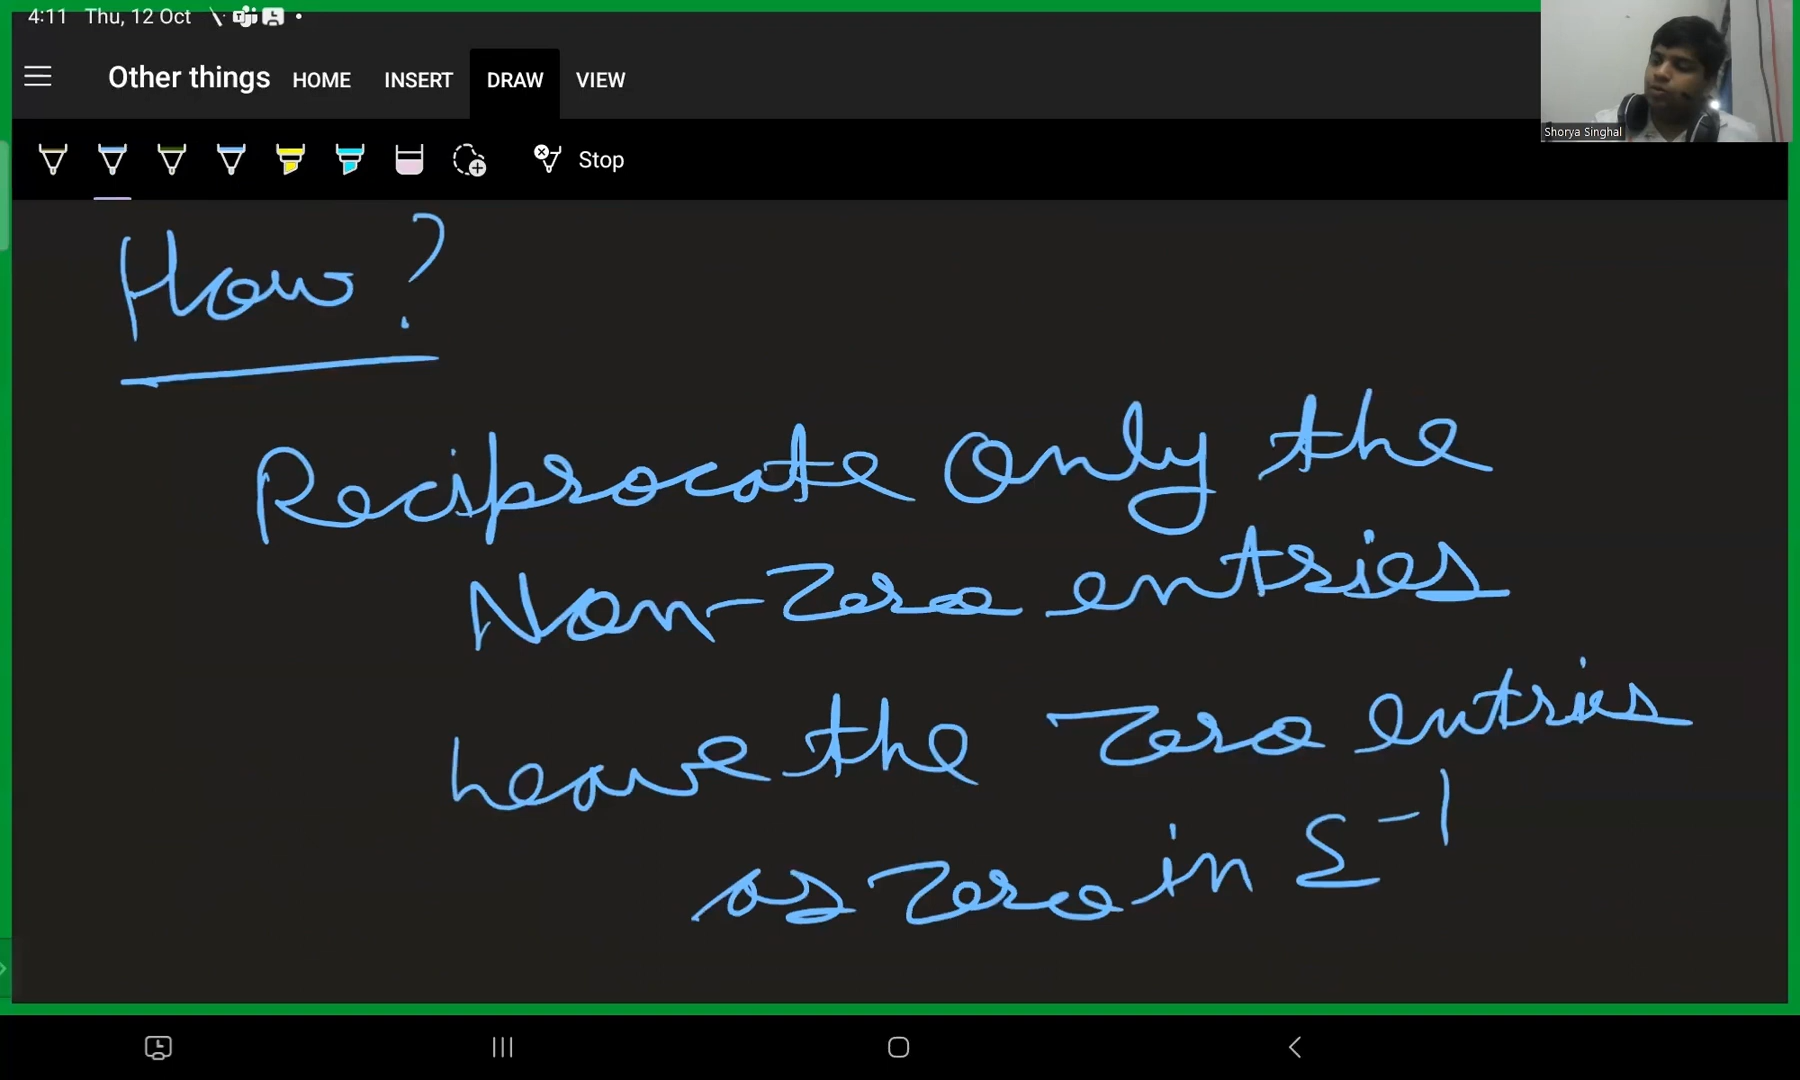 4:11 Thu, 12 Oct
Other things HOME INSERT DRAW VIEW
Shorya Singhal
Stop
How?
Reciprocate Only the
Non-Zero entries
Leave the Zero entries
as Zero in Σ⁻¹